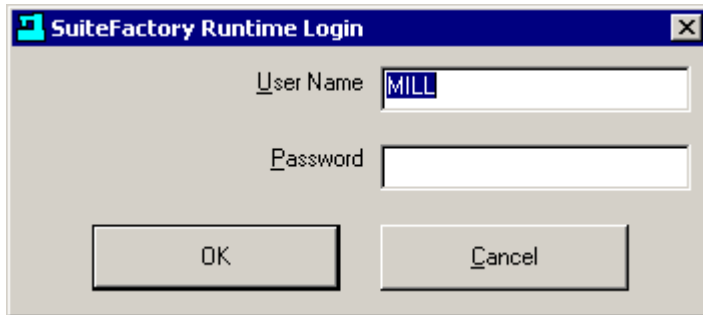 SuiteFactory Runtime Login
User Name MILL
Password
OK Cancel